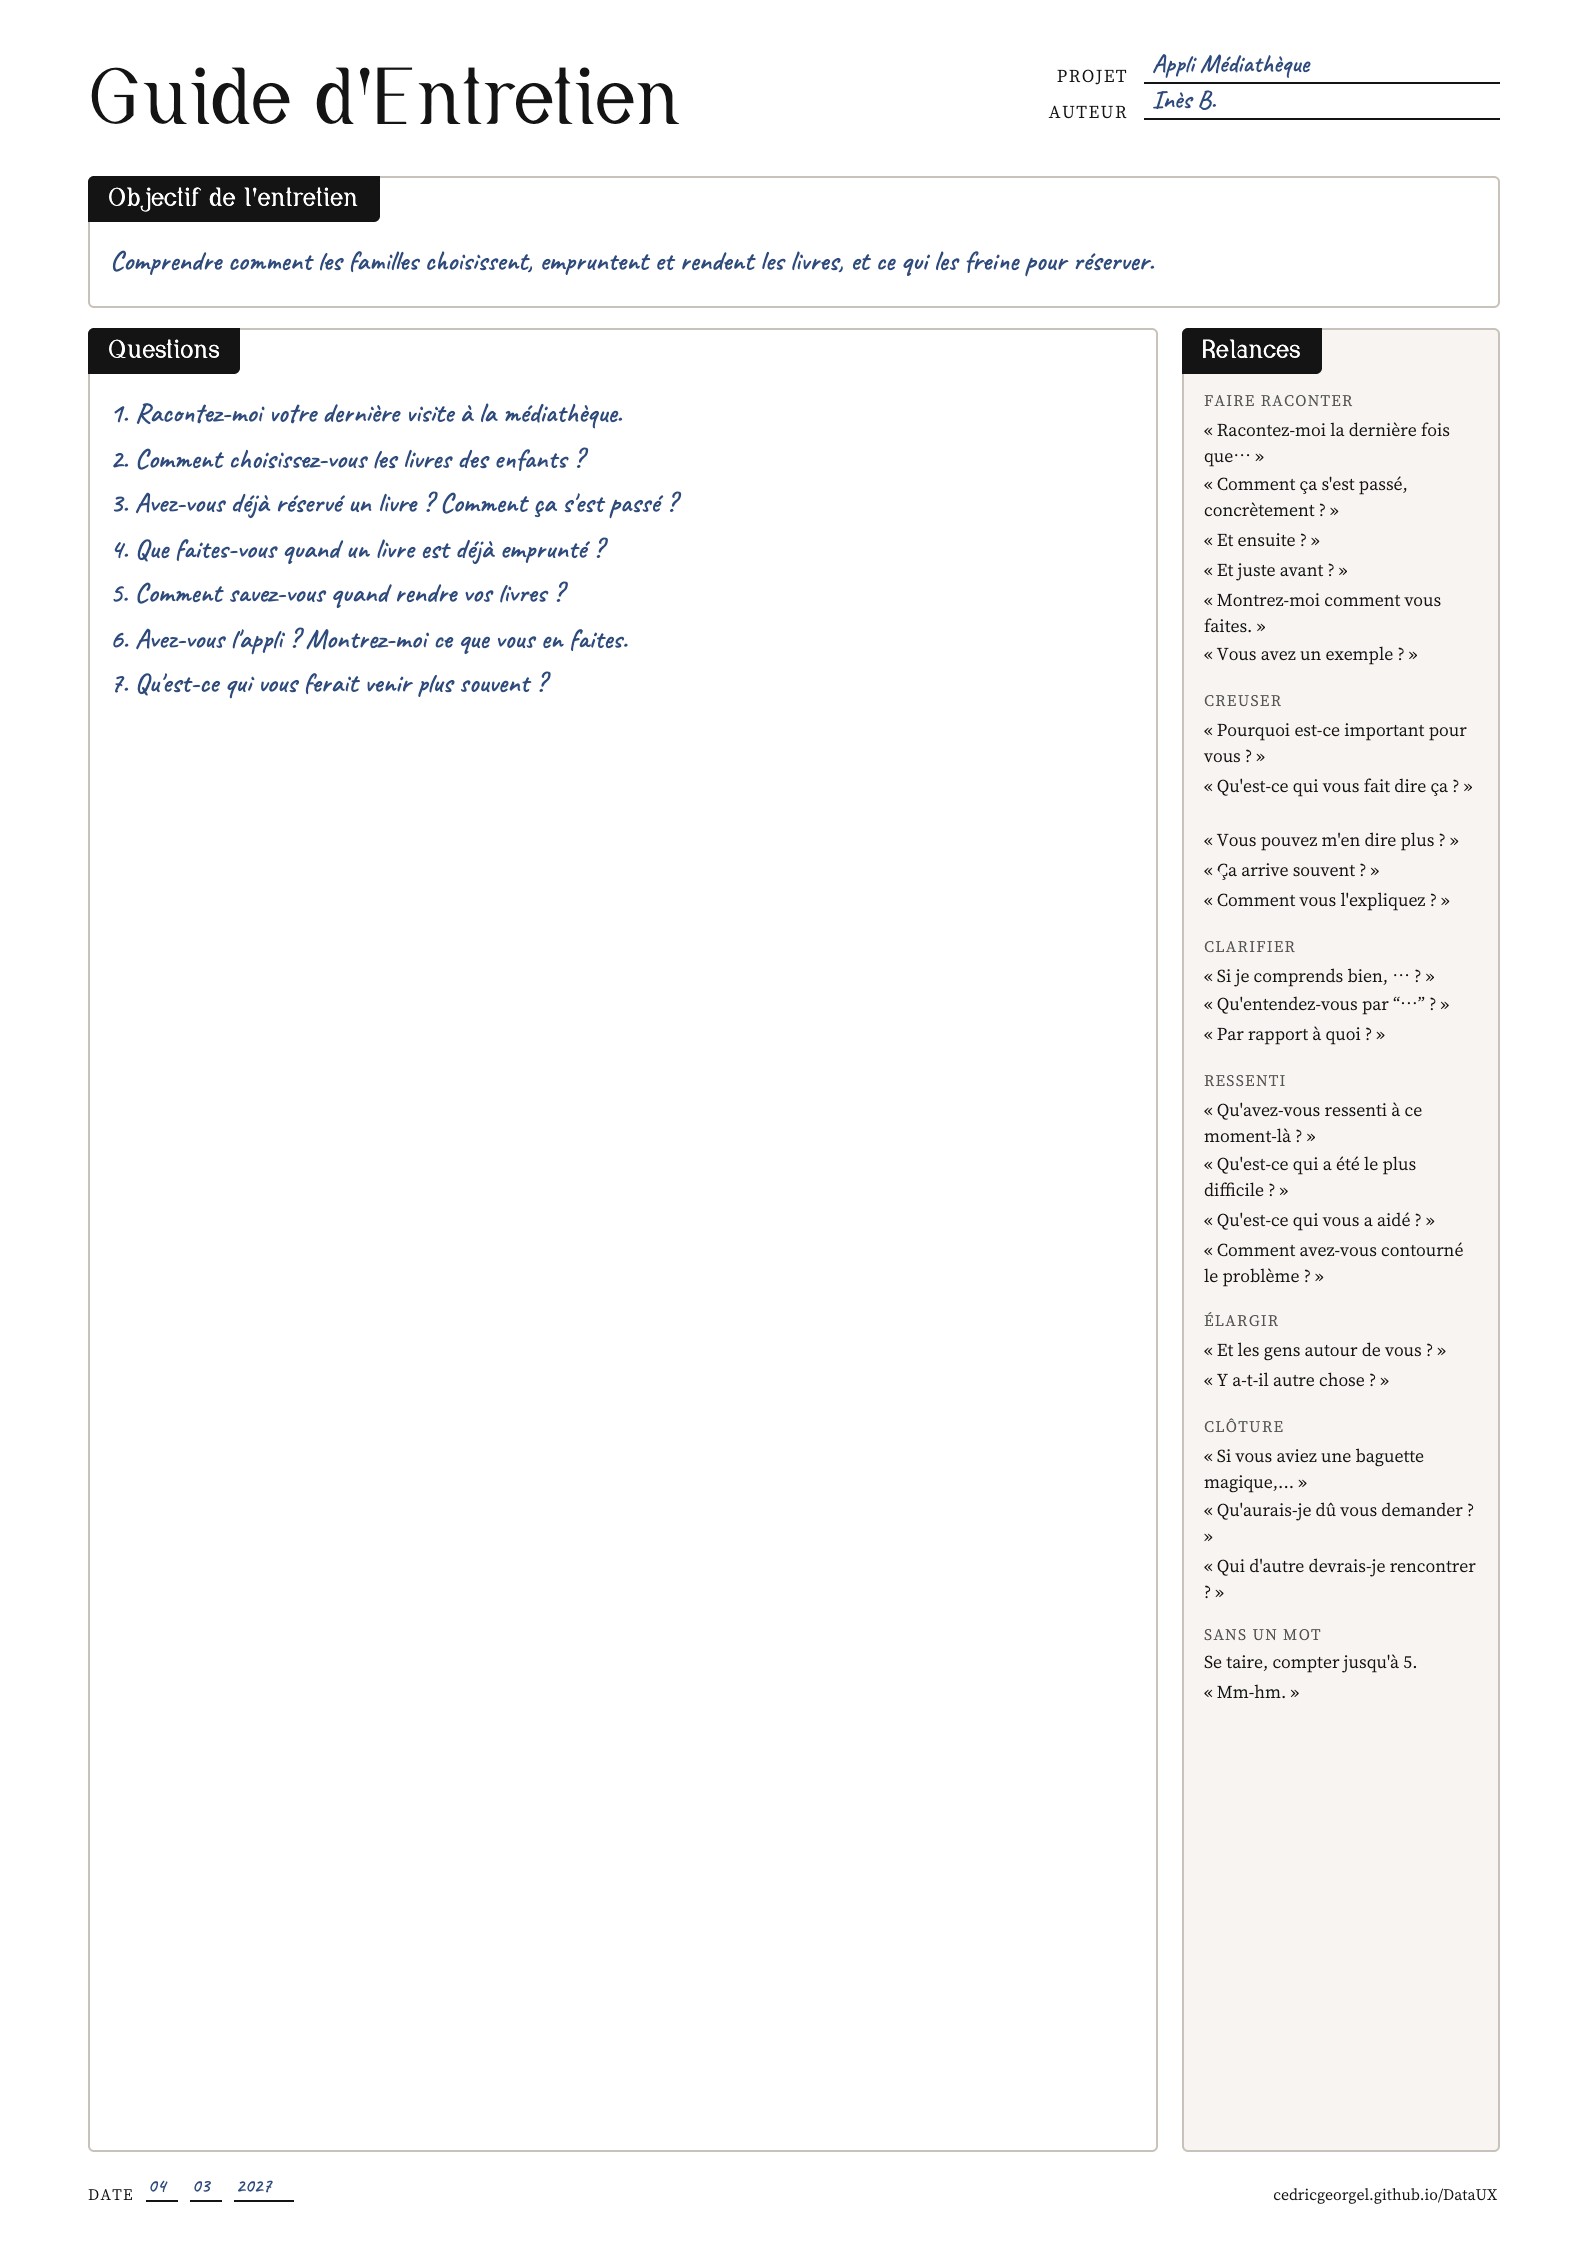 Guide d'Entretien
PROJET Appli Médiathèque
AUTEUR Inès B.
Objectif de l'entretien
Comprendre comment les familles choisissent, empruntent et rendent les livres, et ce qui les freine pour réserver.
Questions
1. Racontez-moi votre dernière visite à la médiathèque.
2. Comment choisissez-vous les livres des enfants ?
3. Avez-vous déjà réservé un livre ? Comment ça s'est passé ?
4. Que faites-vous quand un livre est déjà emprunté ?
5. Comment savez-vous quand rendre vos livres ?
6. Avez-vous l'appli ? Montrez-moi ce que vous en faites.
7. Qu'est-ce qui vous ferait venir plus souvent ?
Relances
FAIRE RACONTER
« Racontez-moi la dernière fois
que⋯ »
« Comment ça s'est passé,
concrètement ? »
« Et ensuite ? »
« Et juste avant ? »
« Montrez-moi comment vous
faites. »
« Vous avez un exemple ? »
CREUSER
« Pourquoi est-ce important pour
vous ? »
« Qu'est-ce qui vous fait dire ça ? »
« Vous pouvez m'en dire plus ? »
« Ça arrive souvent ? »
« Comment vous l'expliquez ? »
CLARIFIER
« Si je comprends bien, ⋯ ? »
« Qu'entendez-vous par “⋯” ? »
« Par rapport à quoi ? »
RESSENTI
« Qu'avez-vous ressenti à ce
moment-là ? »
« Qu'est-ce qui a été le plus
difficile ? »
« Qu'est-ce qui vous a aidé ? »
« Comment avez-vous contourné
le problème ? »
ÉLARGIR
« Et les gens autour de vous ? »
« Y a-t-il autre chose ? »
CLÔTURE
« Si vous aviez une baguette
magique,... »
« Qu'aurais-je dû vous demander ?
»
« Qui d'autre devrais-je rencontrer
? »
SANS UN MOT
Se taire, compter jusqu'à 5.
« Mm-hm. »
DATE 04 03 2027
cedricgeorgel.github.io/DataUX